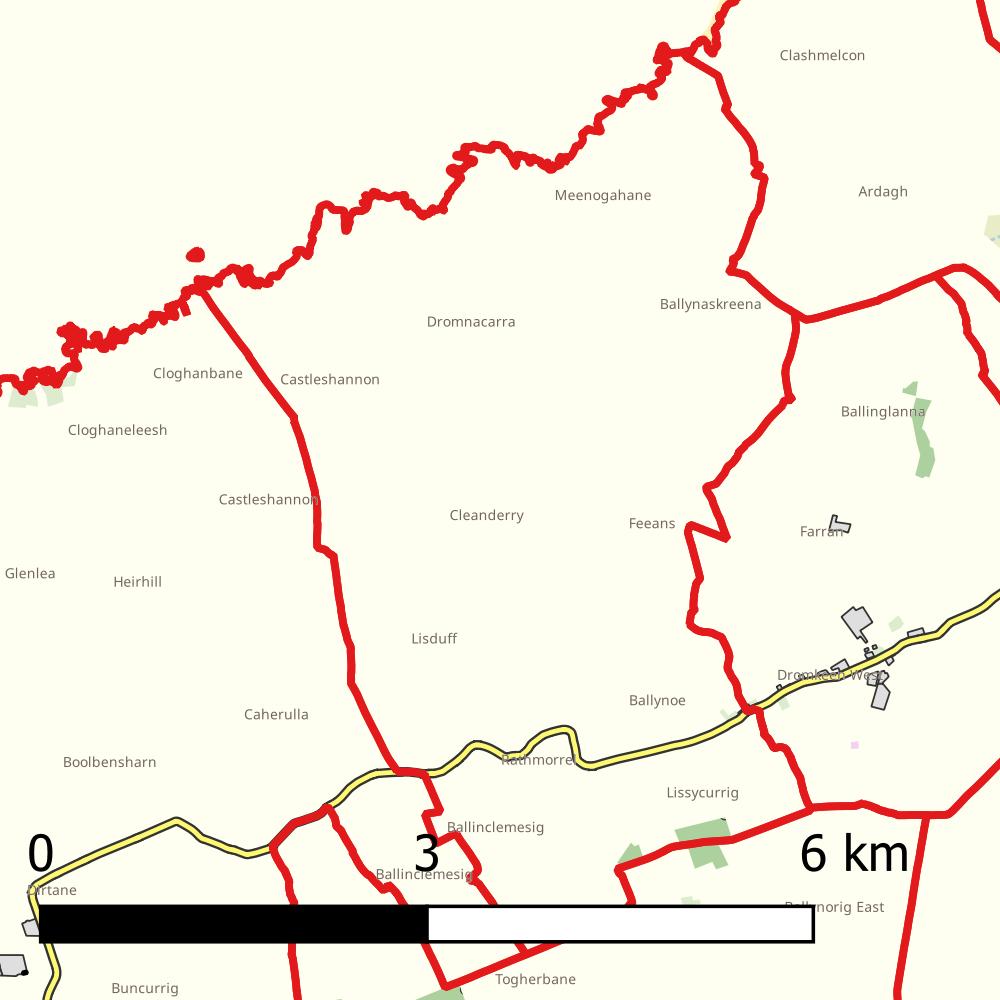 Clashmelcon
Ardagh
Meenogahane
Ballynaskreena
Dromnacarra
Cloghanbane
Castleshannon
Ballinglanna
Cloghaneleesh
Castleshannon
Cleanderry
Feeans
Farran
Glenlea
Heirhill
Lisduff
Dromkeen West
Ballynoe
Caherulla
Boolbensharn
Rathmorrel
Lissycurrig
Ballinclemesig
0 3 6 km
Ballinclemesig
Dirtane
Ballynorig East
Togherbane
Buncurrig